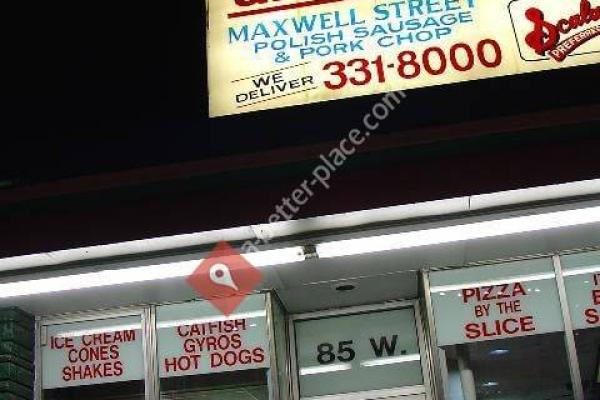 MAXWELL STREET
POLISH SAUSAGE
& PORK CHOP
WE
DELIVER
331-8000
a-better-place.com
ICE CREAM
CONES
SHAKES
CATFISH
GYROS
HOT DOGS
85 W.
PIZZA
BY THE
SLICE